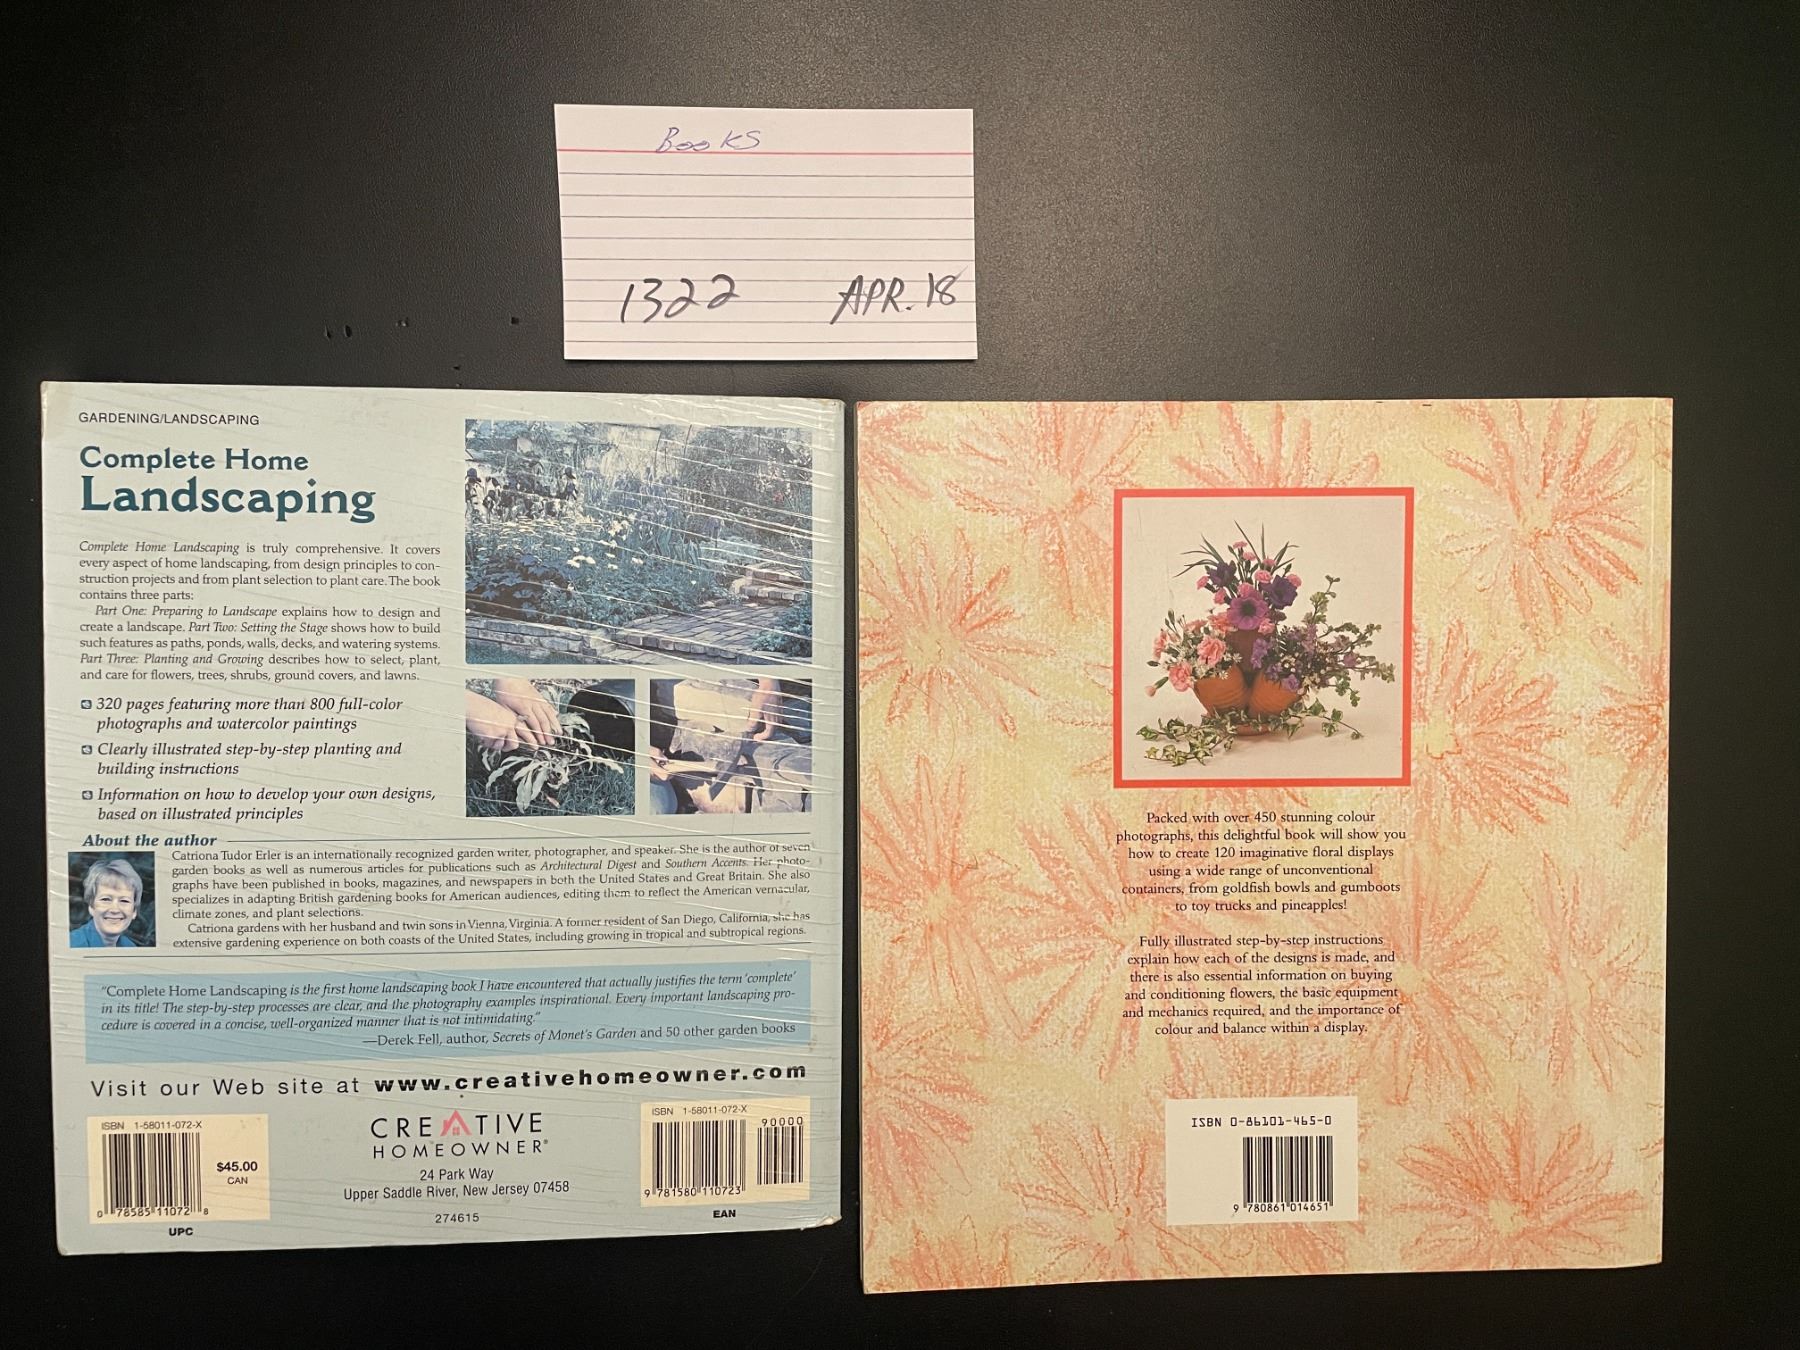 Books
1322 APR. 18
GARDENING/LANDSCAPING
Complete Home
Landscaping
Complete Home Landscaping is truly comprehensive. It covers
every aspect of home landscaping, from design principles to con-
struction projects and from plant selection to plant care. The book
contains three parts:
Part One: Preparing to Landscape explains how to design and
create a landscape. Part Two: Setting the Stage shows how to build
such features as paths, ponds, walls, decks, and watering systems.
Part Three: Planting and Growing describes how to select, plant,
and care for flowers, trees, shrubs, ground covers, and lawns.
320 pages featuring more than 800 full-color
photographs and watercolor paintings
Clearly illustrated step-by-step planting and
building instructions
Information on how to develop your own designs,
based on illustrated principles
About the author
Catriona Tudor Erler is an internationally recognized garden writer, photographer, and speaker. She is the author of seven
garden books as well as numerous articles for publications such as Architectural Digest and Southern Accents. Her photo-
graphs have been published in books, magazines, and newspapers in both the United States and Great Britain. She also
specializes in adapting British gardening books for American audiences, editing them to reflect the American vernacular,
climate zones, and plant selections.
Catriona gardens with her husband and twin sons in Vienna, Virginia. A former resident of San Diego, California, she has
extensive gardening experience on both coasts of the United States, including growing in tropical and subtropical regions.
"Complete Home Landscaping is the first home landscaping book I have encountered that actually justifies the term 'complete'
in its title! The step-by-step processes are clear, and the photography examples inspirational. Every important landscaping pro-
cedure is covered in a concise, well-organized manner that is not intimidating."
—Derek Fell, author, Secrets of Monet's Garden and 50 other garden books
Visit our Web site at www.creativehomeowner.com
ISBN 1-58011-072-X
$45.00
CAN
0 78585 11072 8
UPC
CREATIVE
HOMEOWNER®
24 Park Way
Upper Saddle River, New Jersey 07458
274615
ISBN 1-58011-072-X
90000
9 781580 110723
EAN
Packed with over 450 stunning colour
photographs, this delightful book will show you
how to create 120 imaginative floral displays
using a wide range of unconventional
containers, from goldfish bowls and gumboots
to toy trucks and pineapples!
Fully illustrated step-by-step instructions
explain how each of the designs is made, and
there is also essential information on buying
and conditioning flowers, the basic equipment
and mechanics required, and the importance of
colour and balance within a display.
ISBN 0-86101-465-0
9 780861 014651